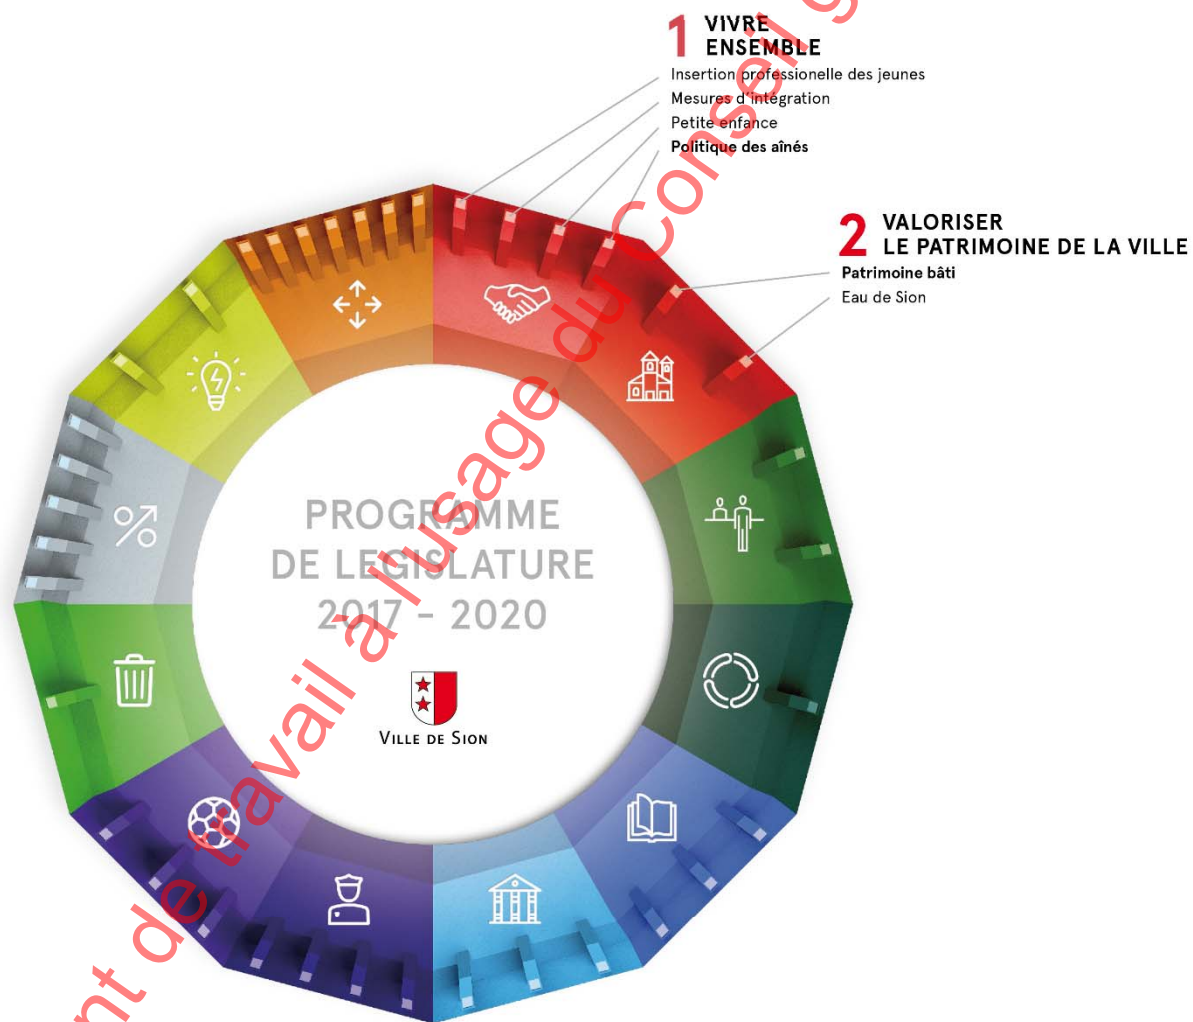 1 VIVRE
ENSEMBLE
Insertion professionelle des jeunes
Mesures d'intégration
Petite enfance
Politique des aînés
2 VALORISER
LE PATRIMOINE DE LA VILLE
Patrimoine bâti
Eau de Sion
PROGRAMME
DE LEGISLATURE
2017 - 2020
VILLE DE SION
de travail à l'usage du Conseil